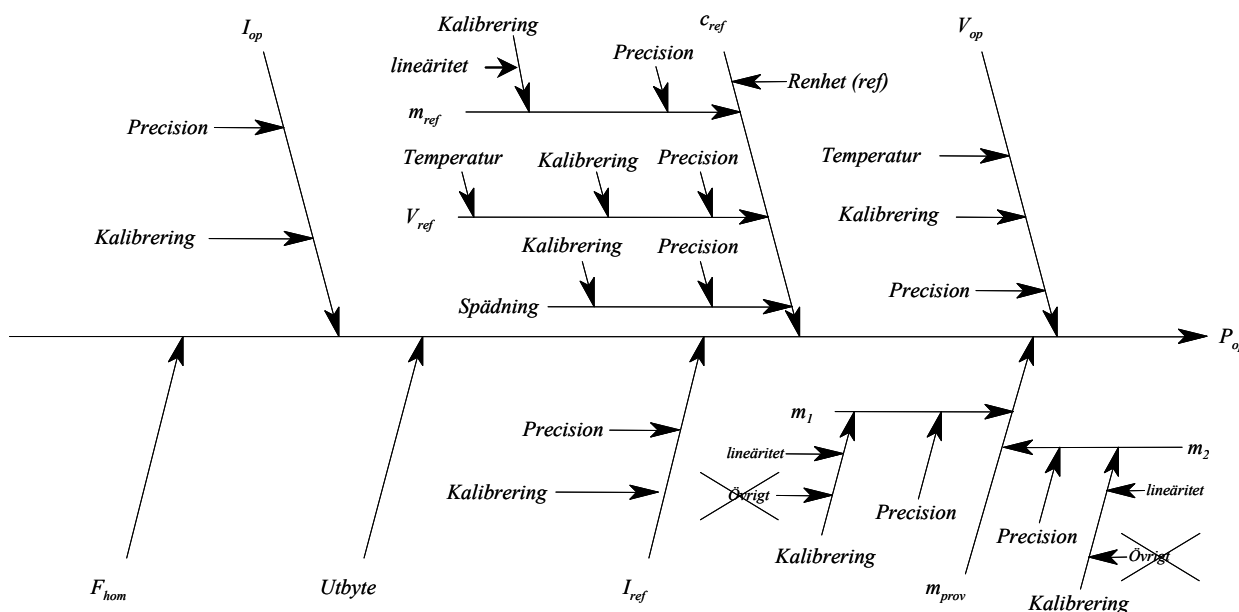 I_op
Kalibrering
c_ref
V_op
lineäritet
Precision
Renhet (ref)
m_ref
Precision
Temperatur
Kalibrering
Precision
Temperatur
V_ref
Kalibrering
Kalibrering
Kalibrering
Precision
Precision
Spädning
P_o
m_1
Precision
lineäritet
m_2
Kalibrering
Övrigt
Precision
lineäritet
Precision
Övrigt
Kalibrering
F_hom
Utbyte
I_ref
m_prov
Kalibrering